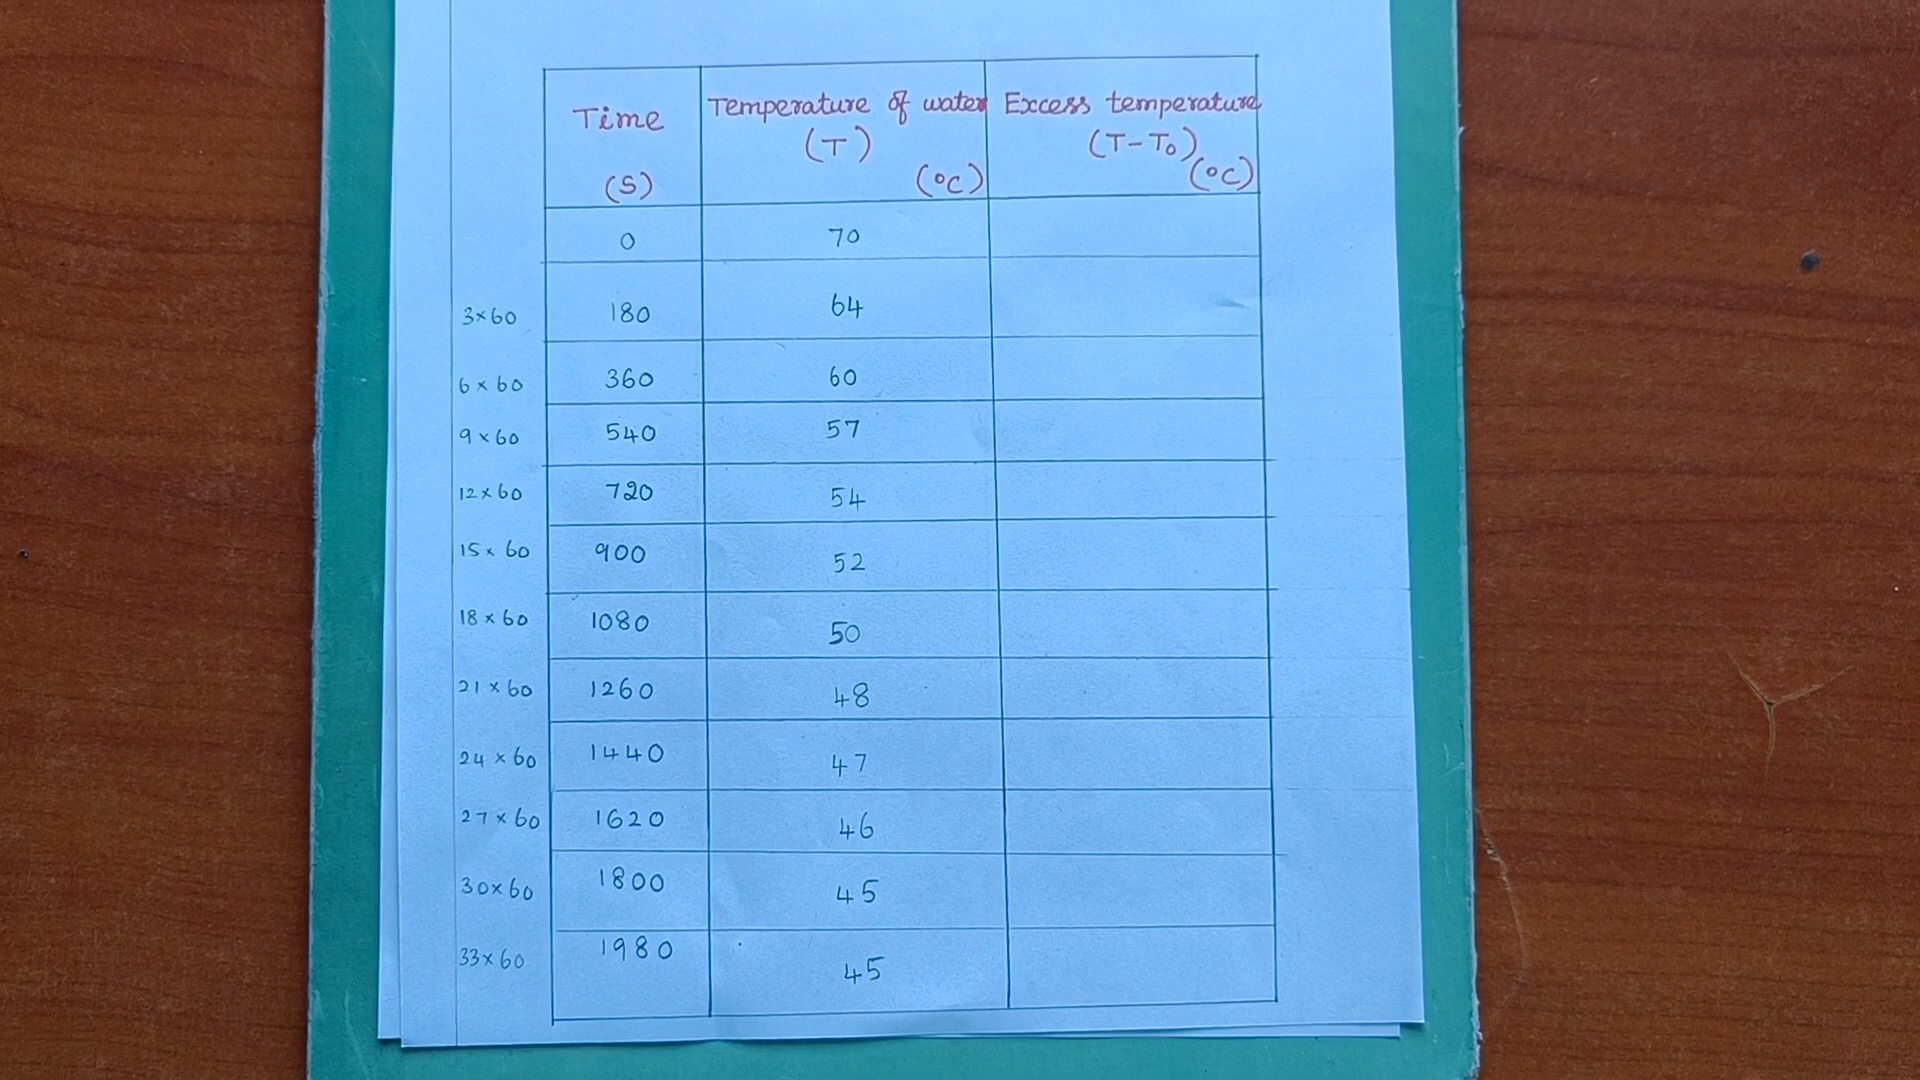 Time (S) Temperature of water (T) (°C) Excess temperature (T-T₀) (°C)
0 70
3×60 180 64
6×60 360 60
9×60 540 57
12×60 720 54
15×60 900 52
18×60 1080 50
21×60 1260 48
24×60 1440 47
27×60 1620 46
30×60 1800 45
33×60 1980 45